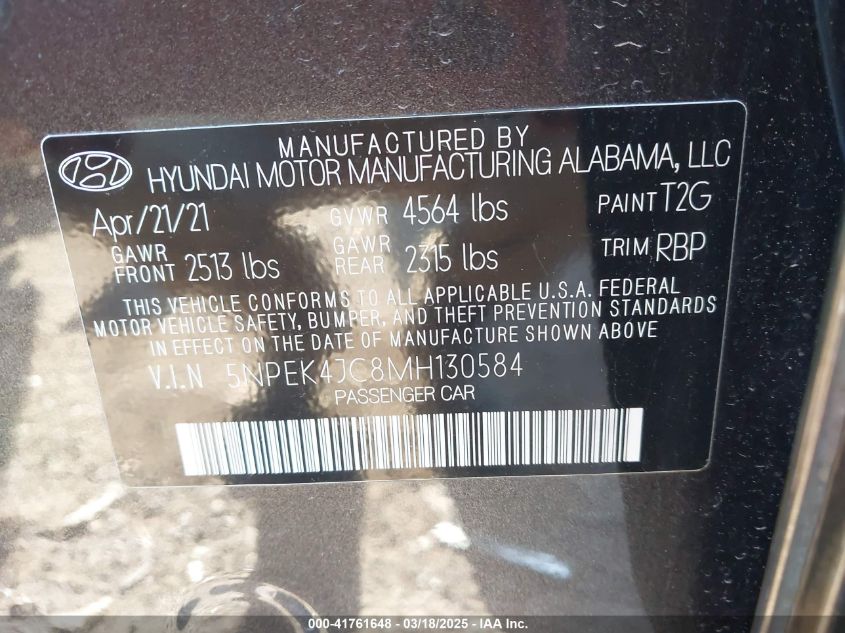 MANUFACTURED BY
HYUNDAI MOTOR MANUFACTURING ALABAMA, LLC
Apr/21/21 GVWR 4564 lbs PAINT T2G
GAWR FRONT 2513 lbs GAWR REAR 2315 lbs TRIM RBP
THIS VEHICLE CONFORMS TO ALL APPLICABLE U.S.A. FEDERAL
MOTOR VEHICLE SAFETY, BUMPER, AND THEFT PREVENTION STANDARDS
IN EFFECT ON THE DATE OF MANUFACTURE SHOWN ABOVE
V.I.N 5NPEK4JC8MH130584
PASSENGER CAR
000-41761648 - 03/18/2025 - IAA Holdings, LLC.